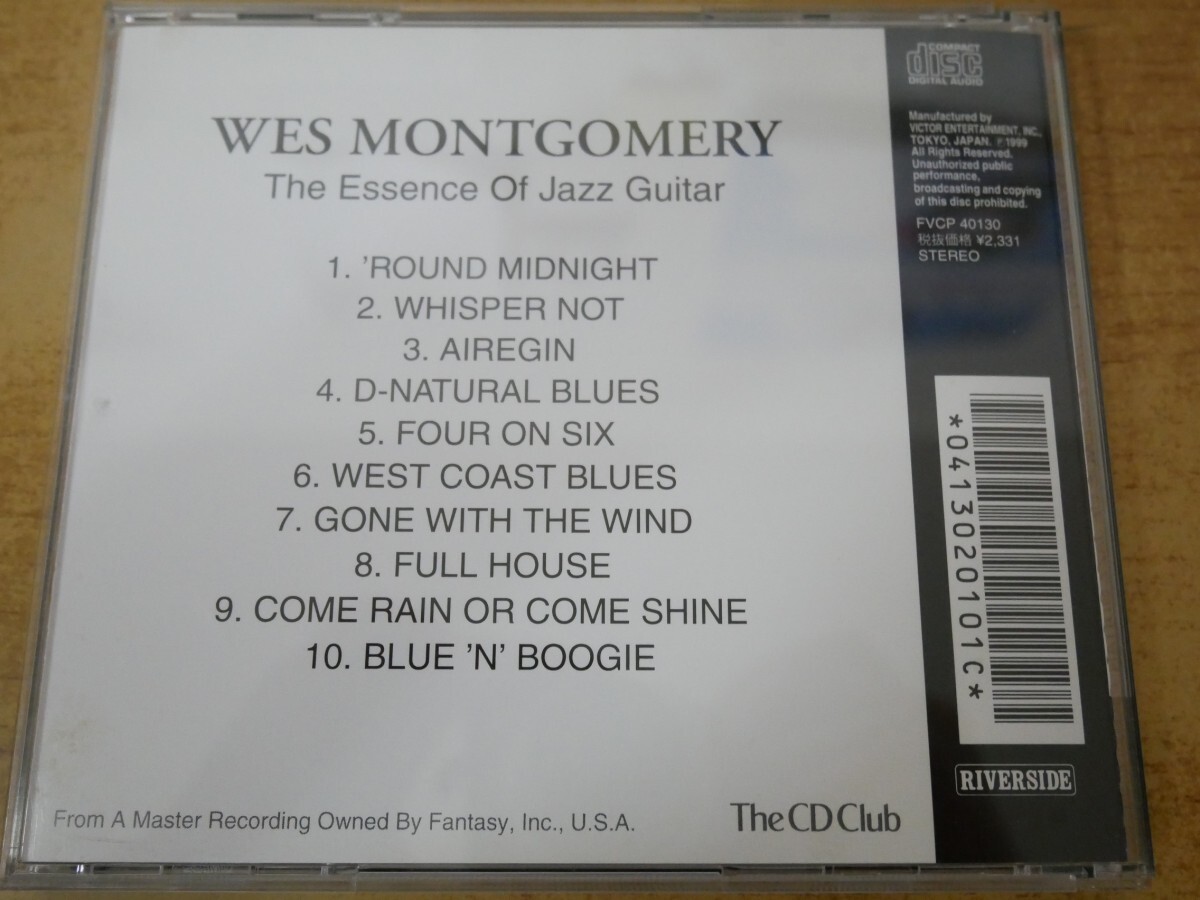 WES MONTGOMERY
The Essence Of Jazz Guitar
1. ’ROUND MIDNIGHT
2. WHISPER NOT
3. AIREGIN
4. D-NATURAL BLUES
5. FOUR ON SIX
6. WEST COAST BLUES
7. GONE WITH THE WIND
8. FULL HOUSE
9. COME RAIN OR COME SHINE
10. BLUE ’N’ BOOGIE
From A Master Recording Owned By Fantasy, Inc., U.S.A.
The CD Club
COMPACT
disc
DIGITAL AUDIO
Manufactured by
VICTOR ENTERTAINMENT, INC.,
TOKYO, JAPAN. ℗1999
All Rights Reserved.
Unauthorized public
performance,
broadcasting and copying
of this disc prohibited.
FVCP 40130
税抜価格 ¥2,331
STEREO
*0413020101C*
RIVERSIDE